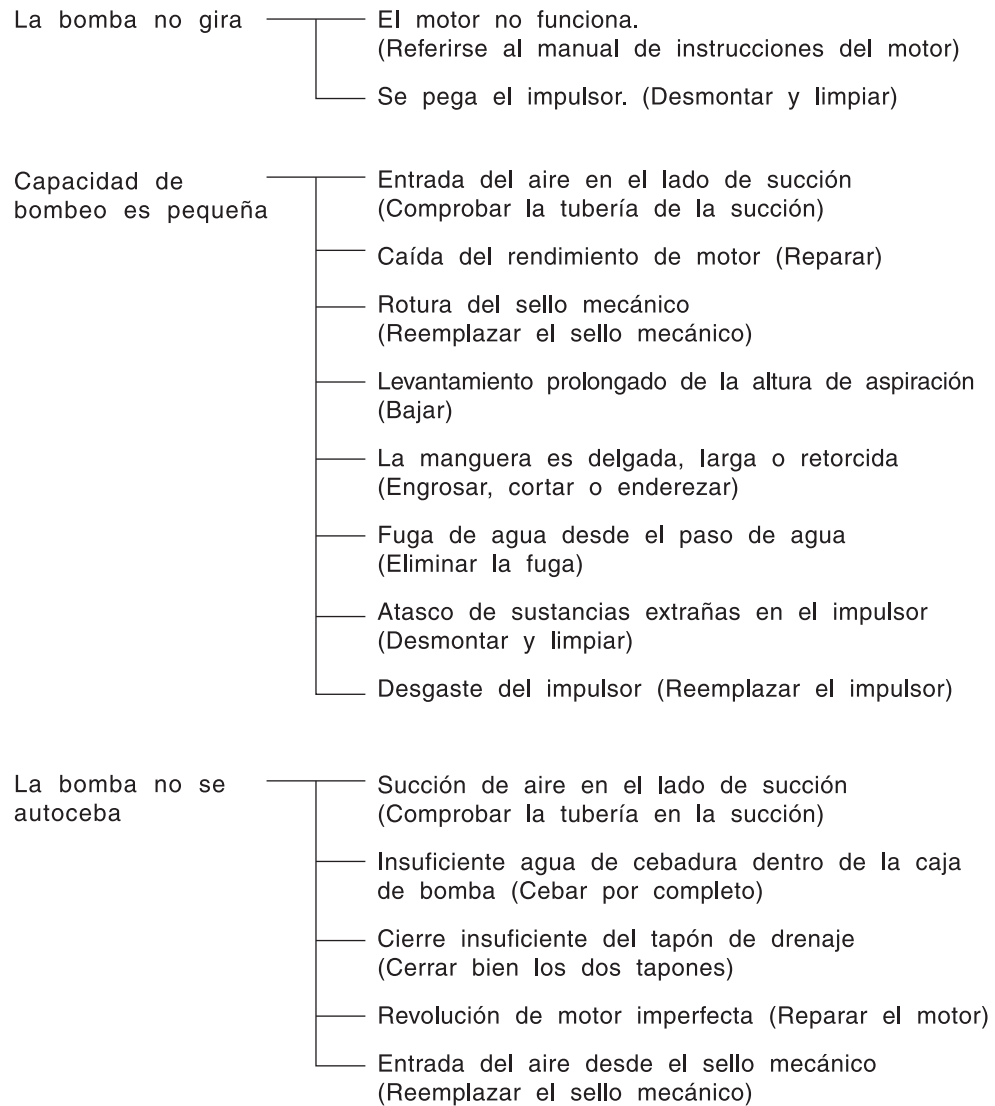 La bomba no gira
El motor no funciona.
(Referirse al manual de instrucciones del motor)
Se pega el impulsor. (Desmontar y limpiar)
Capacidad de
bombeo es pequeña
Entrada del aire en el lado de succión
(Comprobar la tubería de la succión)
Caída del rendimiento de motor (Reparar)
Rotura del sello mecánico
(Reemplazar el sello mecánico)
Levantamiento prolongado de la altura de aspiración
(Bajar)
La manguera es delgada, larga o retorcida
(Engrosar, cortar o enderezar)
Fuga de agua desde el paso de agua
(Eliminar la fuga)
Atasco de sustancias extrañas en el impulsor
(Desmontar y limpiar)
Desgaste del impulsor (Reemplazar el impulsor)
La bomba no se
autoceba
Succión de aire en el lado de succión
(Comprobar la tubería en la succión)
Insuficiente agua de cebadura dentro de la caja
de bomba (Cebar por completo)
Cierre insuficiente del tapón de drenaje
(Cerrar bien los dos tapones)
Revolución de motor imperfecta (Reparar el motor)
Entrada del aire desde el sello mecánico
(Reemplazar el sello mecánico)